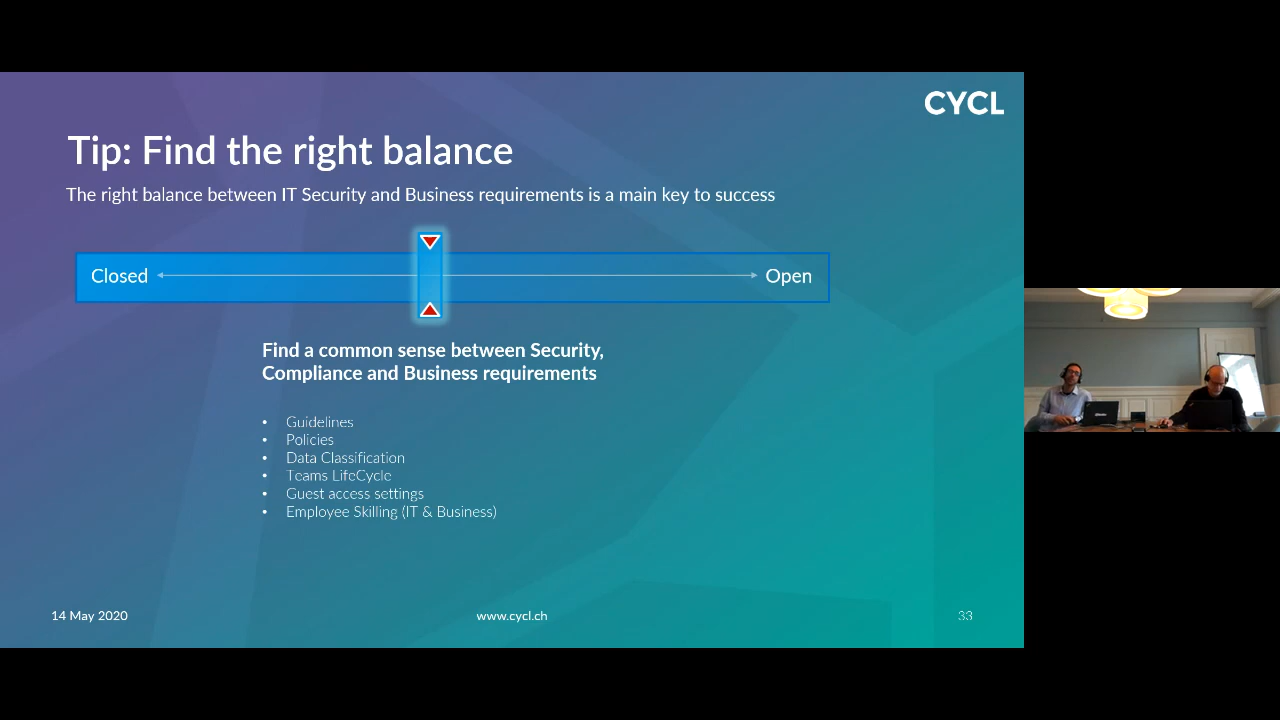 CYCL
Tip: Find the right balance
The right balance between IT Security and Business requirements is a main key to success
Closed
Open
Find a common sense between Security,
Compliance and Business requirements
• Guidelines
• Policies
• Data Classification
• Teams LifeCycle
• Guest access settings
• Employee Skilling (IT & Business)
14 May 2020
www.cycl.ch
33